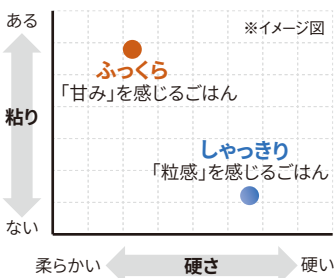 ある
※イメージ図
ふっくら
「甘み」を感じるごはん
粘り
しゃっきり
「粒感」を感じるごはん
ない
柔らかい 硬さ 硬い